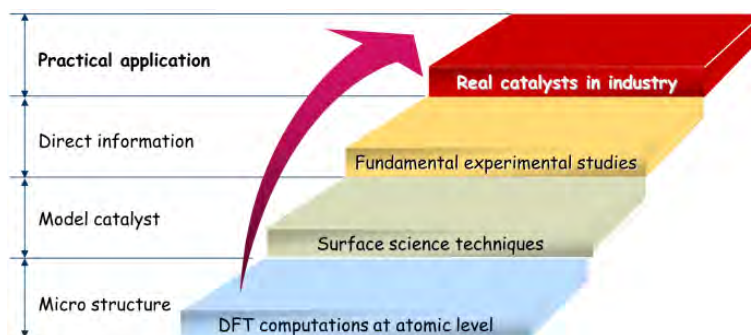 Practical application
Real catalysts in industry
Direct information
Fundamental experimental studies
Model catalyst
Surface science techniques
Micro structure
DFT computations at atomic level